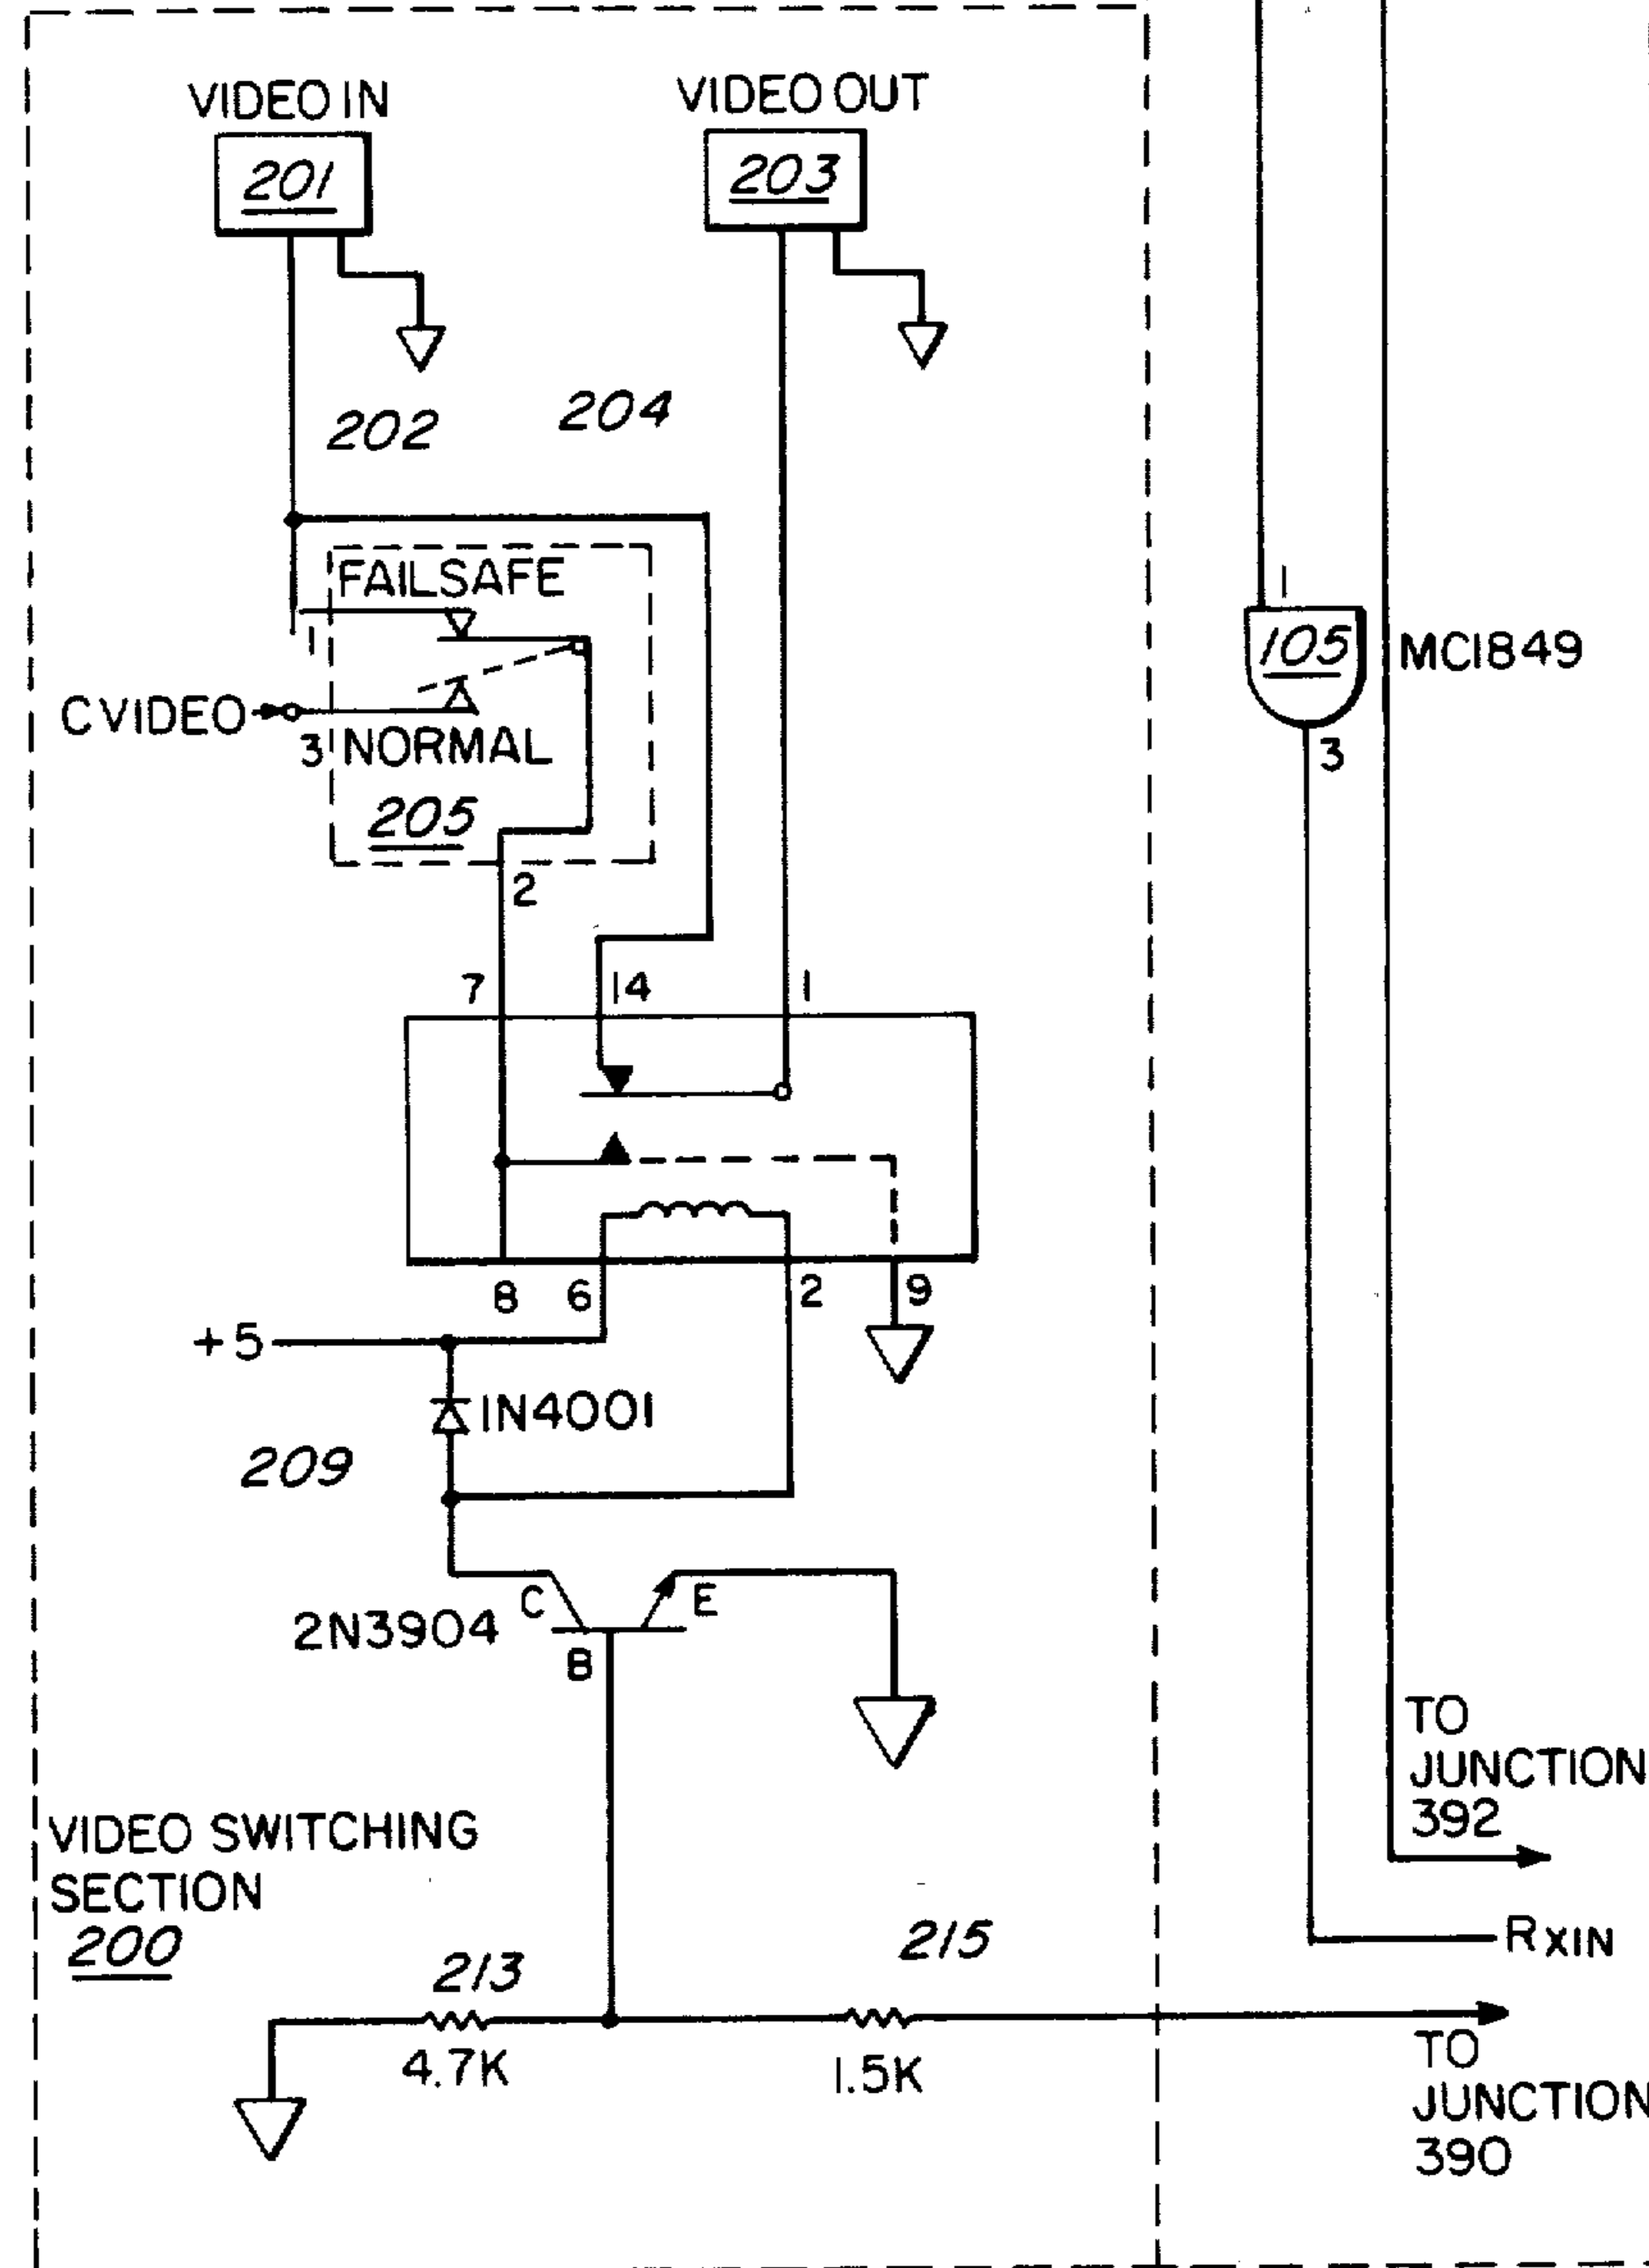 VIDEO IN
VIDEO OUT
201
203
202
204
FAILSAFE
1
CVIDEO
3
NORMAL
205
2
1
105
MC1849
3
7
14
1
8
6
2
9
+5
1N4001
209
C
E
2N3904
B
TO
JUNCTION
392
VIDEO SWITCHING
SECTION
200
RXIN
213
215
4.7K
1.5K
TO
JUNCTION
390